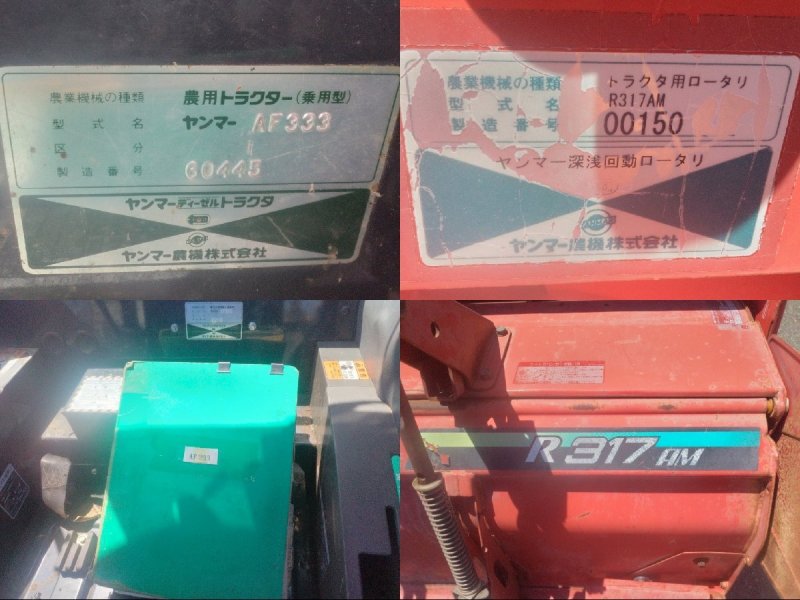 農業機械の種類 農用トラクター(乗用型)
型式名 ヤンマー AF333
区分 1
製造番号 60445
ヤンマーディーゼルトラクタ
ヤンマー農機株式会社
農業機械の種類 トラクタ用ロータリ
型式名 R317AM
製造番号 00150
ヤンマー深浅回動ロータリ
ヤンマー農機株式会社
AF333
R317AM